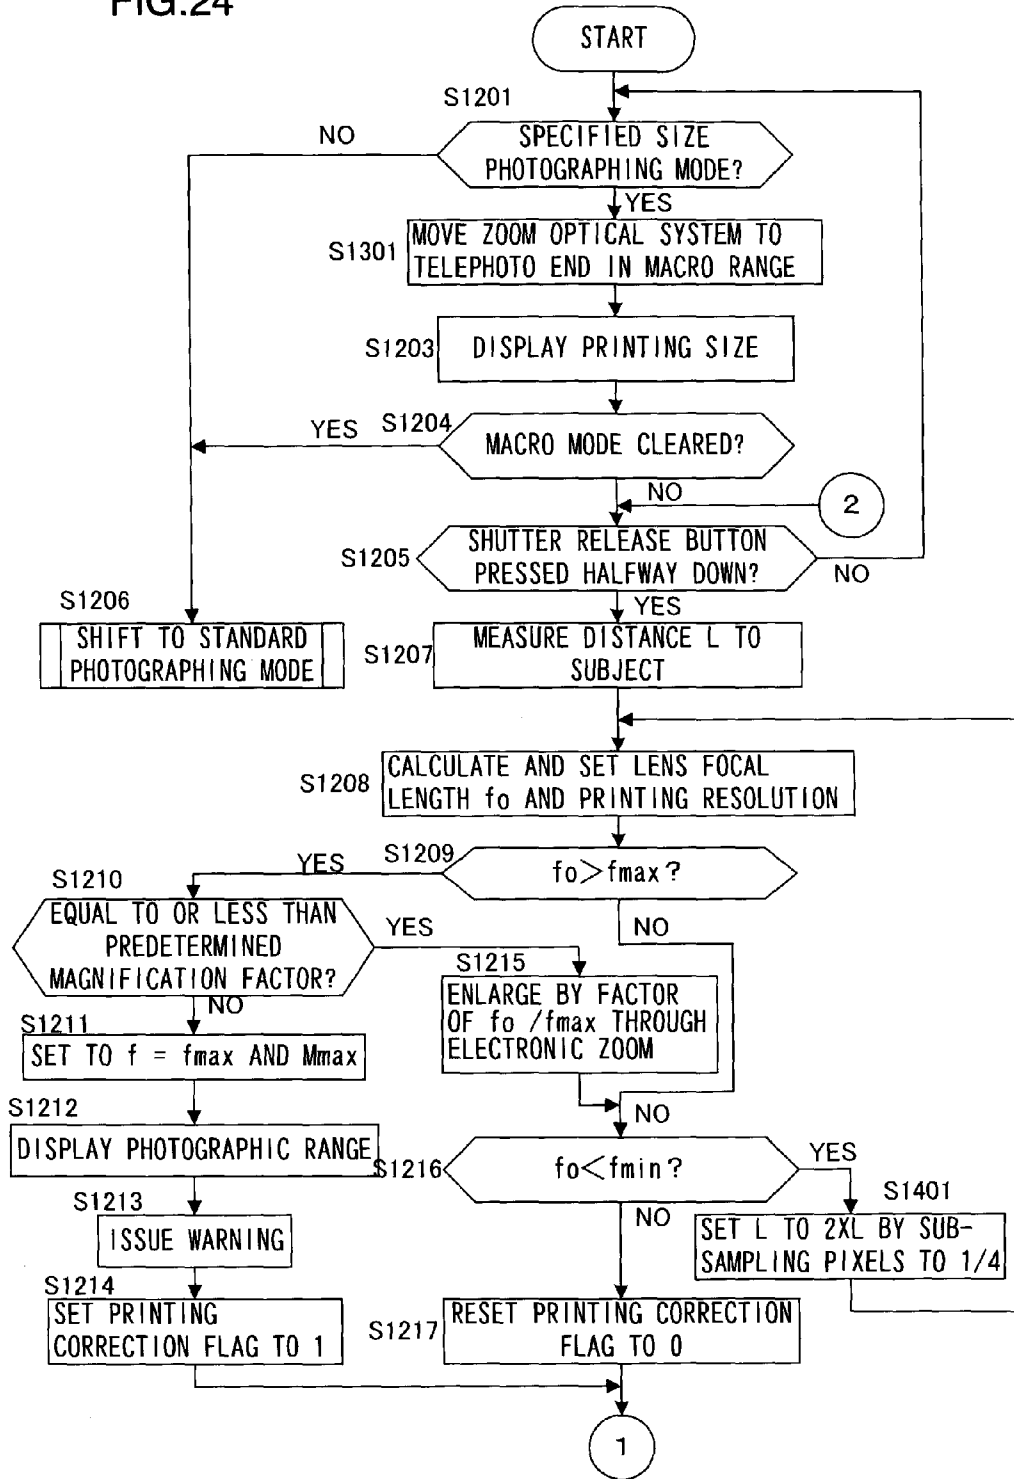 FIG.24
START
S1201
NO
SPECIFIED SIZE
PHOTOGRAPHING MODE?
YES
S1301
MOVE ZOOM OPTICAL SYSTEM TO
TELEPHOTO END IN MACRO RANGE
S1203
DISPLAY PRINTING SIZE
YES
S1204
MACRO MODE CLEARED?
NO
2
S1205
SHUTTER RELEASE BUTTON
PRESSED HALFWAY DOWN?
NO
YES
S1206
SHIFT TO STANDARD
PHOTOGRAPHING MODE
S1207
MEASURE DISTANCE L TO
SUBJECT
S1208
CALCULATE AND SET LENS FOCAL
LENGTH fo AND PRINTING RESOLUTION
YES
S1209
fo>fmax?
NO
S1210
EQUAL TO OR LESS THAN
PREDETERMINED
MAGNIFICATION FACTOR?
YES
NO
S1215
ENLARGE BY FACTOR
OF fo /fmax THROUGH
ELECTRONIC ZOOM
S1211
SET TO f = fmax AND Mmax
NO
S1212
DISPLAY PHOTOGRAPHIC RANGE
S1216
fo<fmin?
YES
NO
S1401
SET L TO 2XL BY SUB-
SAMPLING PIXELS TO 1/4
S1213
ISSUE WARNING
S1214
SET PRINTING
CORRECTION FLAG TO 1
S1217
RESET PRINTING CORRECTION
FLAG TO 0
1